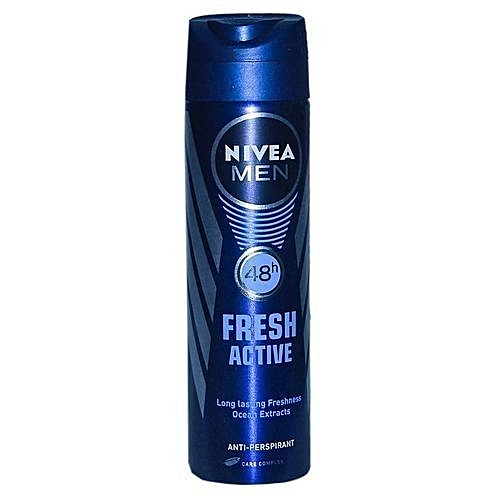 NIVEA
MEN
48h
FRESH
ACTIVE
Long lasting Freshness
Ocean Extracts
ANTI-PERSPIRANT
CARE COMPLEX